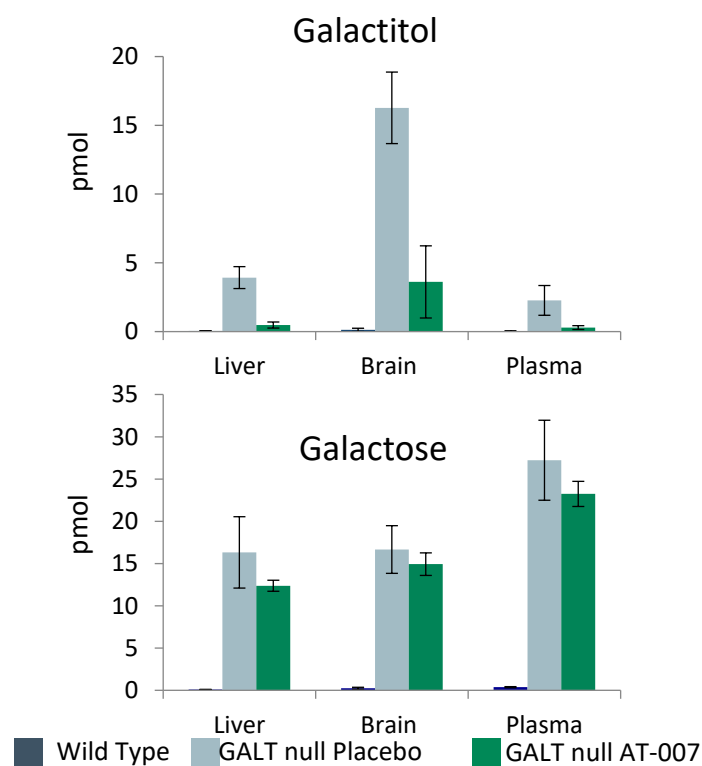 Galactitol
20
15
10
5
0
pmol
Liver Brain Plasma
Galactose
35
30
25
20
15
10
5
0
pmol
Liver Brain Plasma
Wild Type GALT null Placebo GALT null AT-007